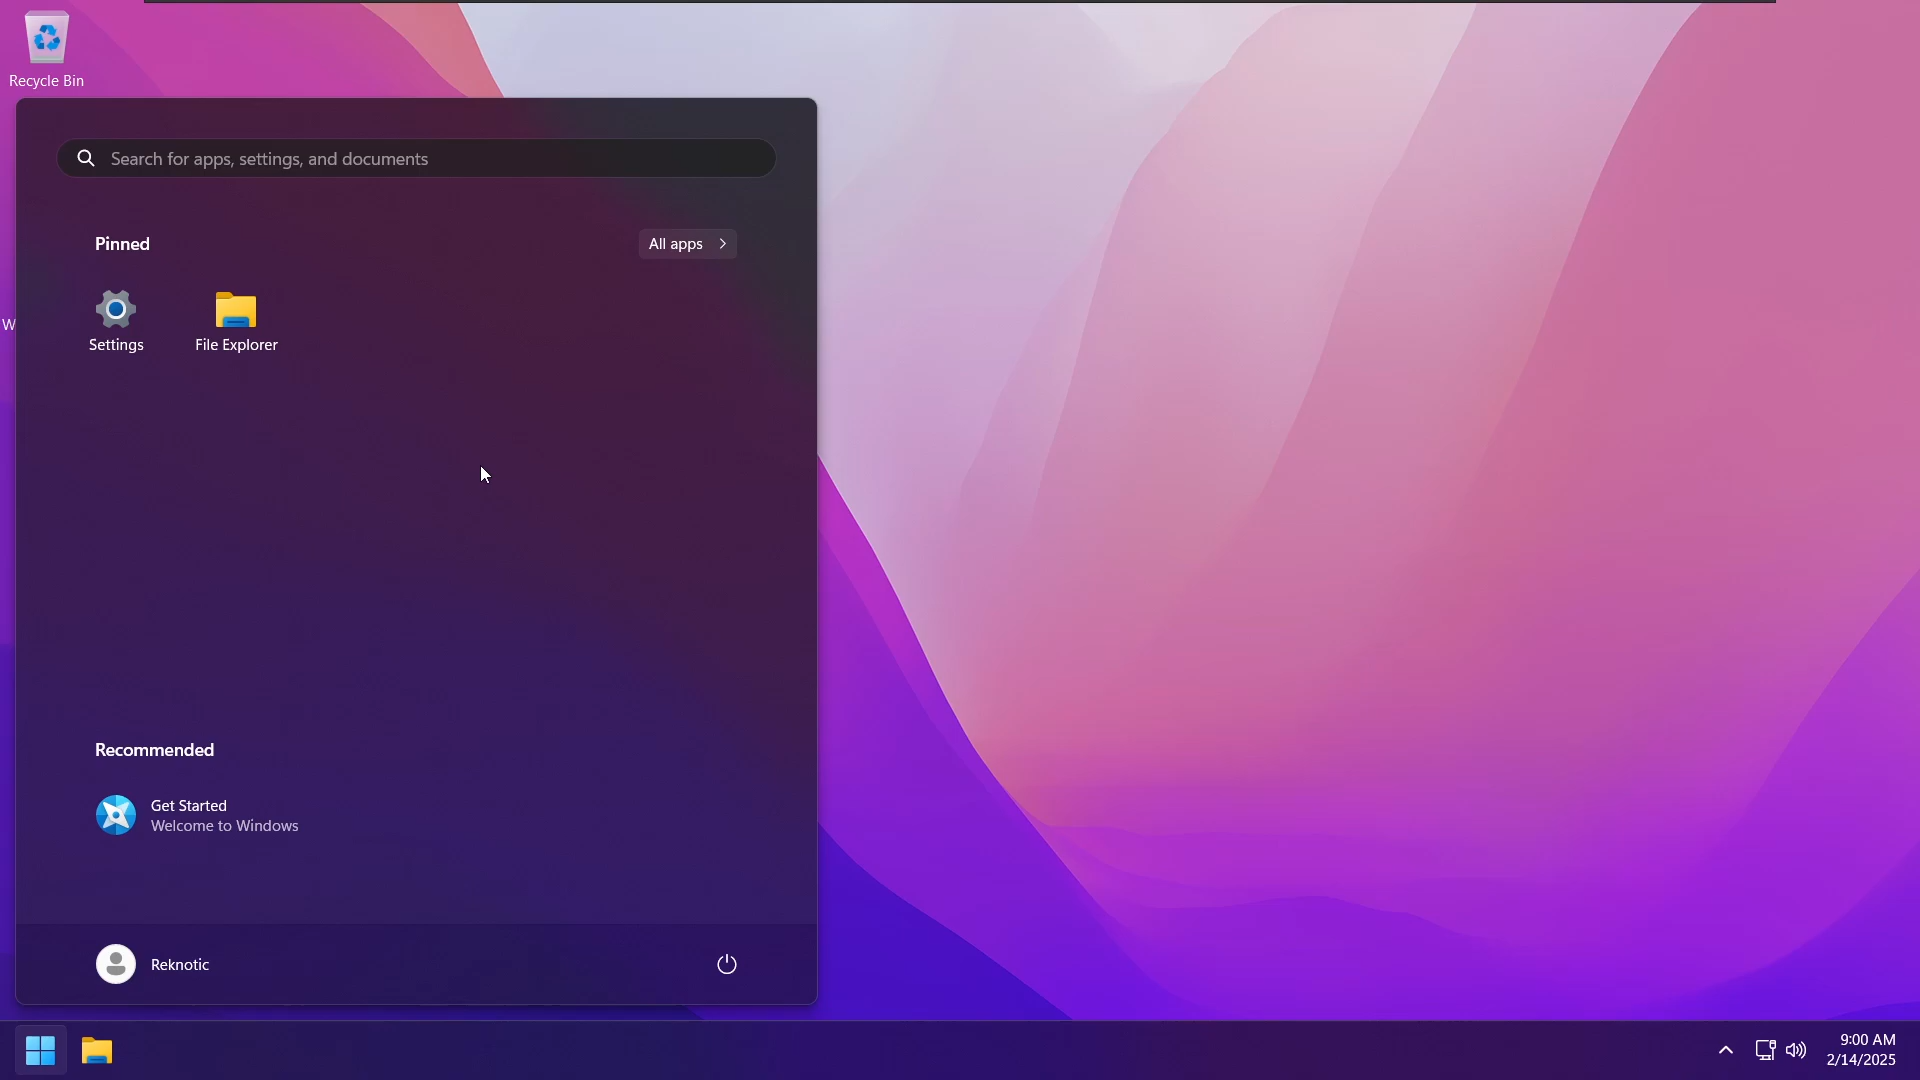 Recycle Bin
Search for apps, settings, and documents
Pinned
All apps
W
Settings
File Explorer
Recommended
Get Started
Welcome to Windows
Reknotic
9:00 AM
2/14/2025